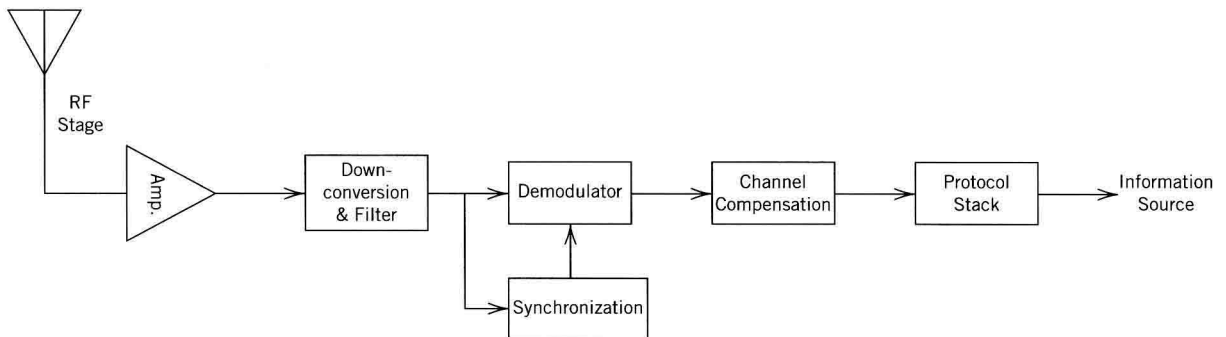 RF
Stage
Amp.
Down-
conversion
& Filter
Demodulator
Channel
Compensation
Protocol
Stack
Information
Source
Synchronization